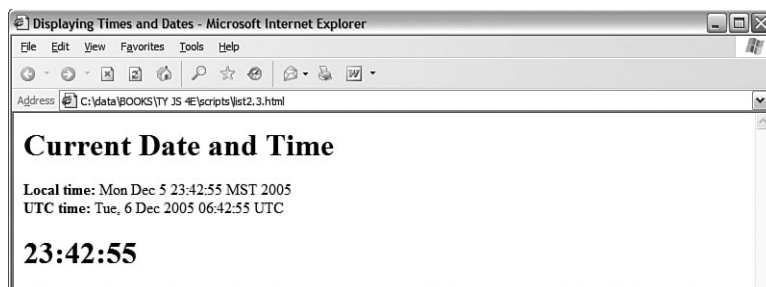 Displaying Times and Dates - Microsoft Internet Explorer
File Edit View Favorites Tools Help
Address C:\data\BOOKS\TY JS 4E\scripts\list2.3.html
Current Date and Time
Local time: Mon Dec 5 23:42:55 MST 2005
UTC time: Tue, 6 Dec 2005 06:42:55 UTC
23:42:55